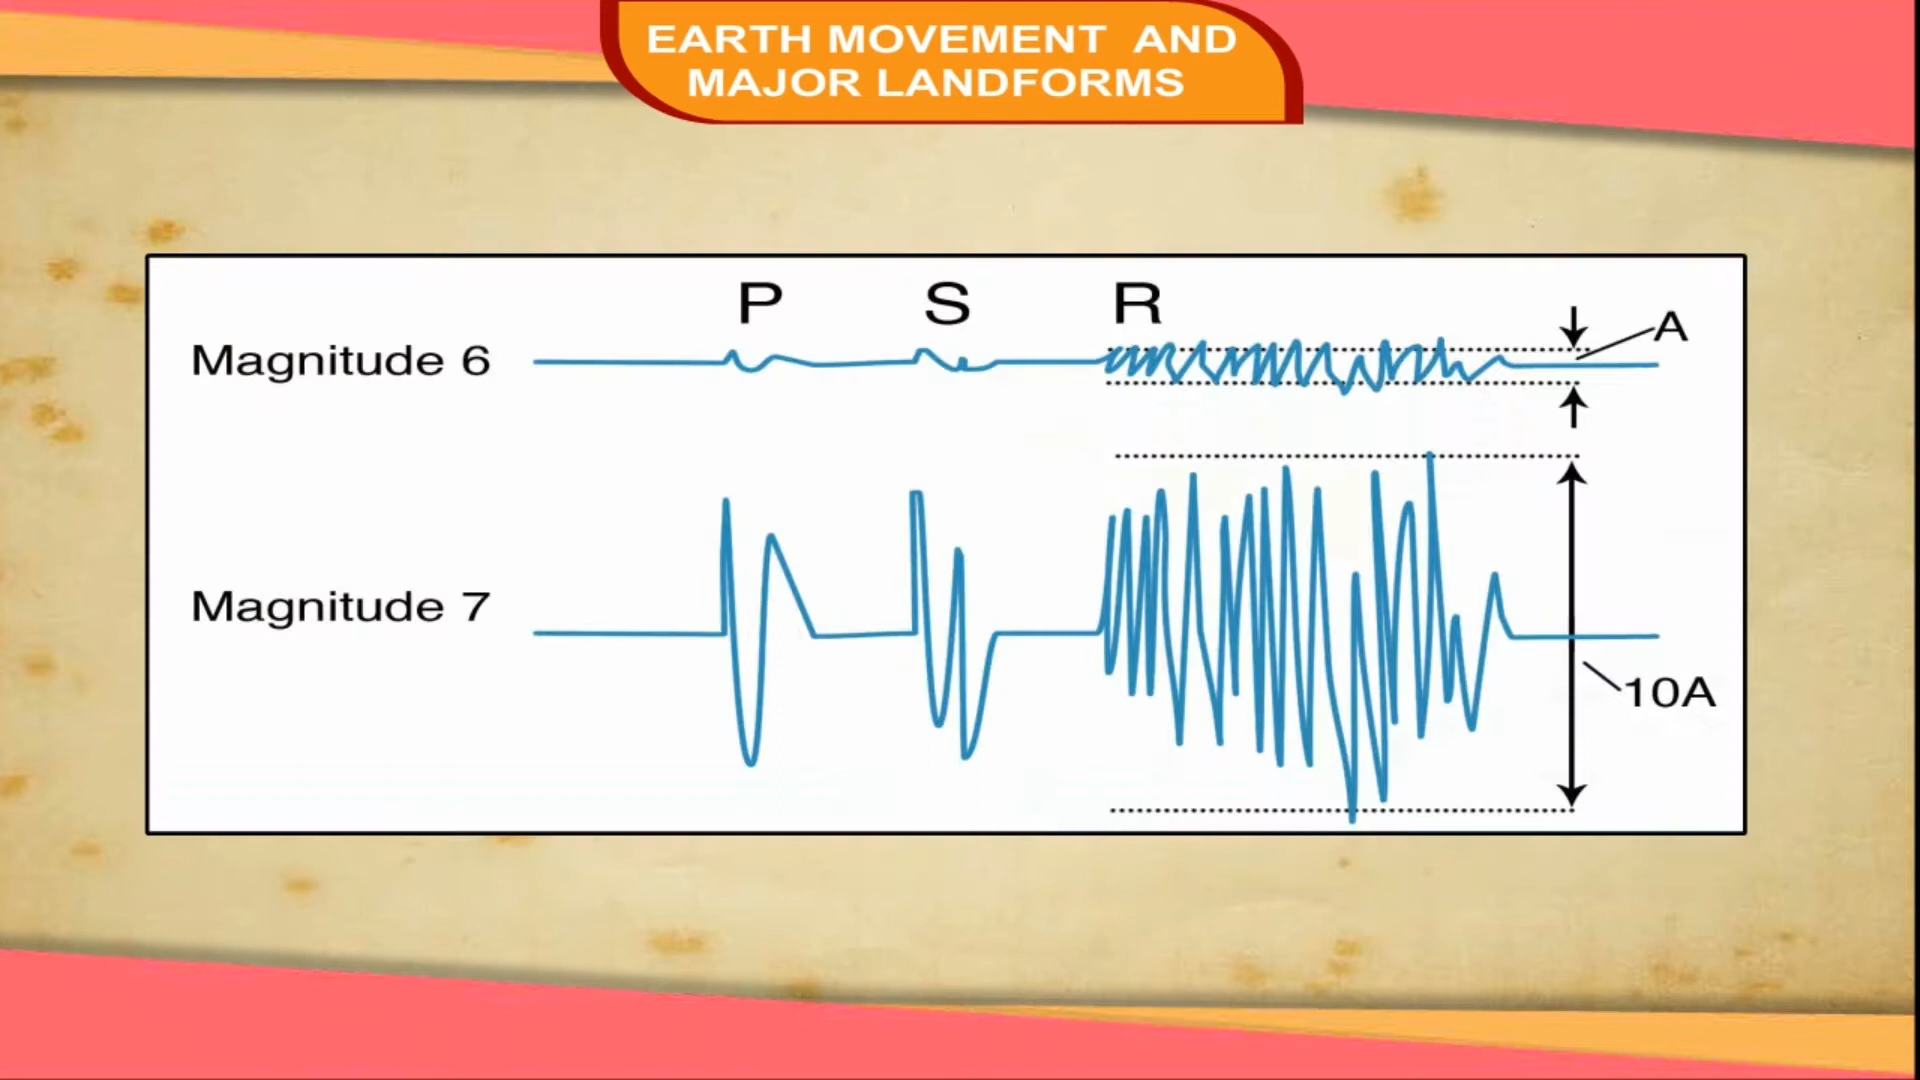 EARTH MOVEMENT AND
MAJOR LANDFORMS
P S R
A
Magnitude 6
Magnitude 7
10A